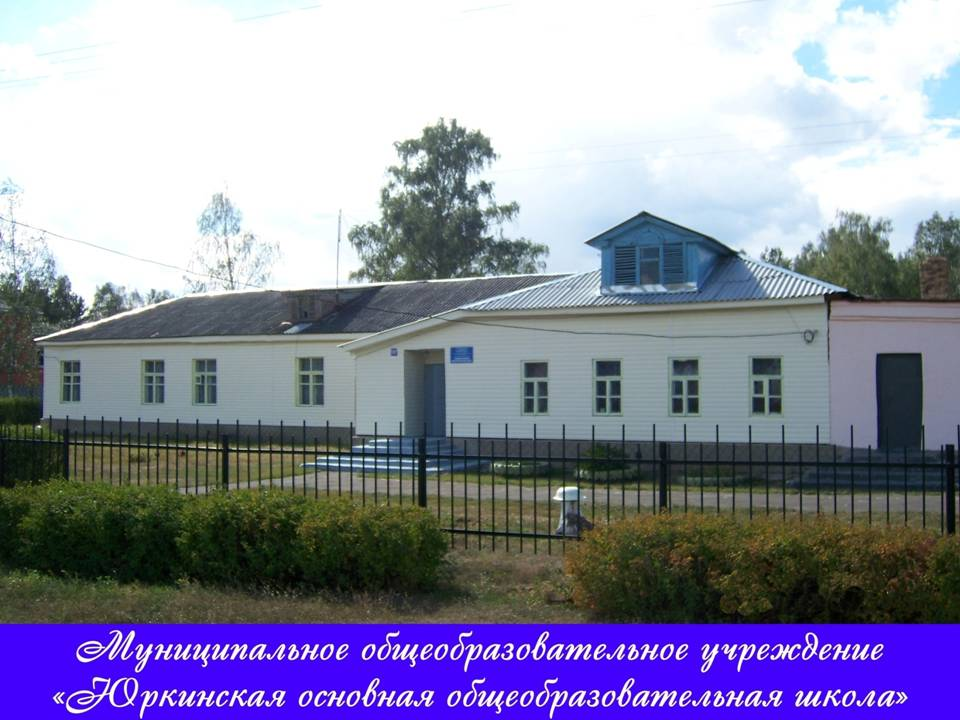 Муниципальное общеобразовательное учреждение
«Юркинская основная общеобразовательная школа»